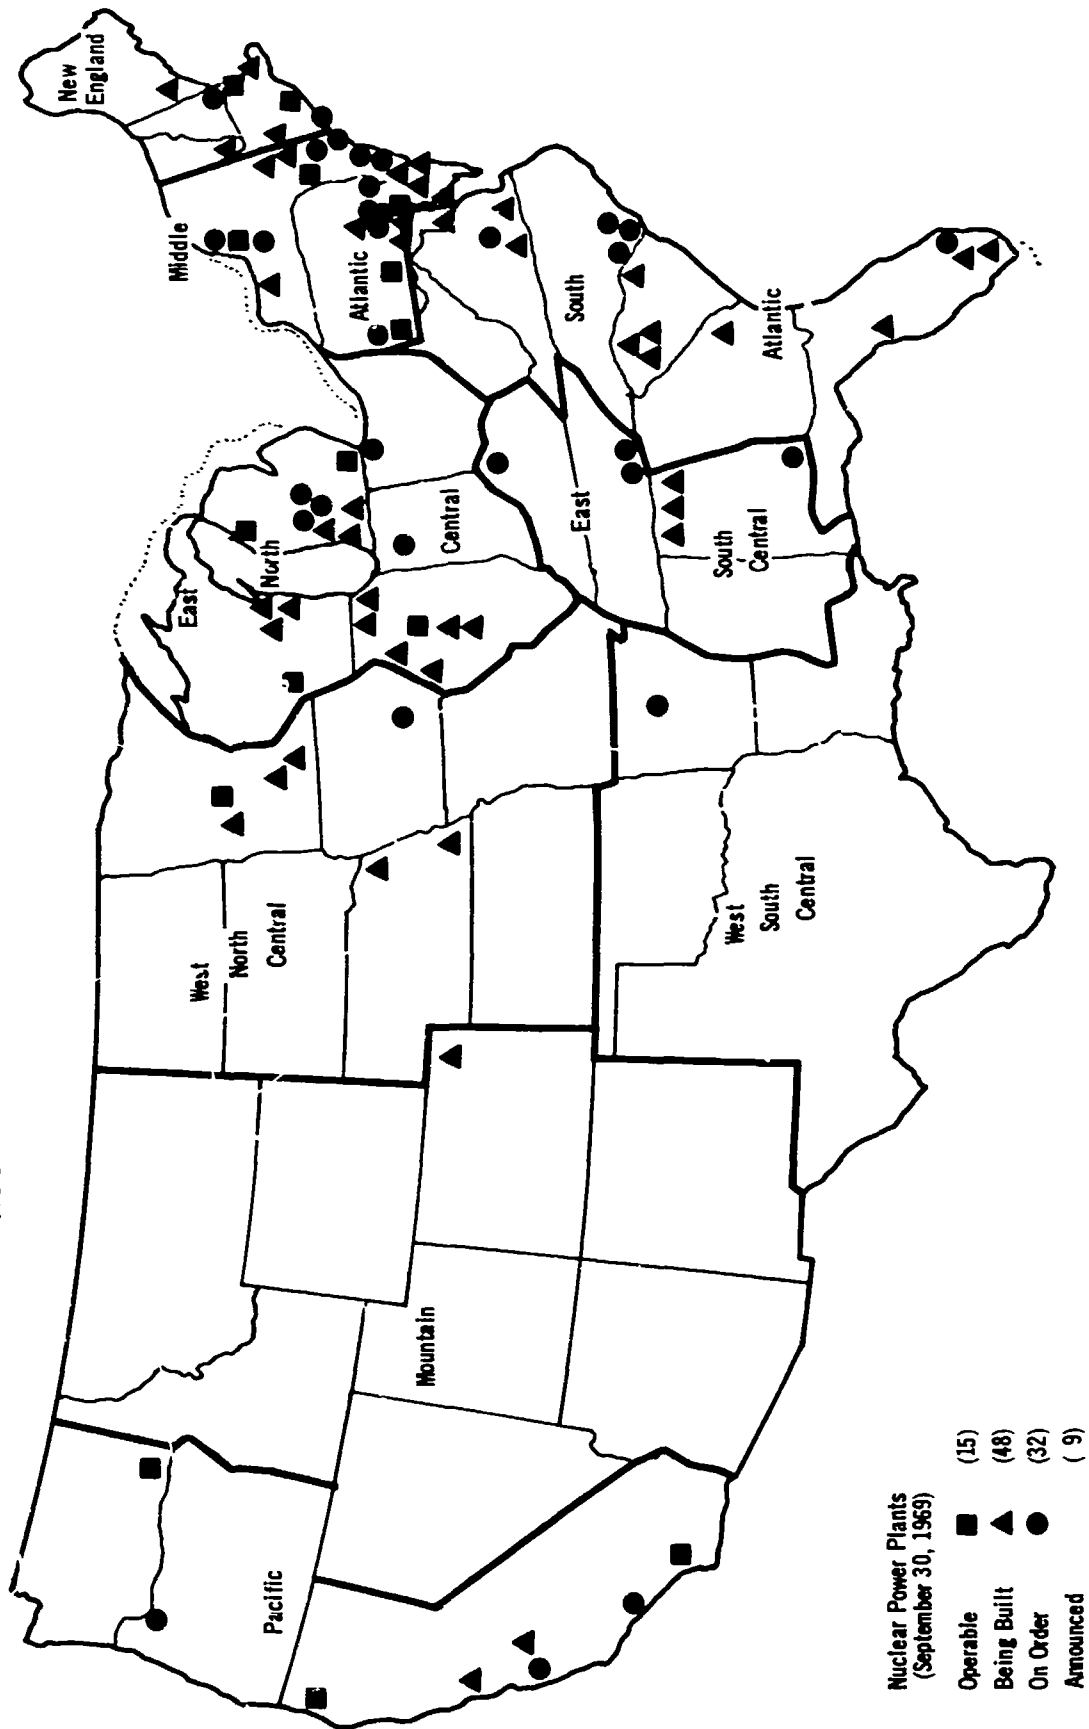 New
England
Middle
Atlantic
East
North
Central
South
Atlantic
East
South
Central
West
North
Central
West
South
Central
Mountain
Pacific
Nuclear Power Plants
(September 30, 1969)
Operable (15)
Being Built (48)
On Order (32)
Announced ( 9)